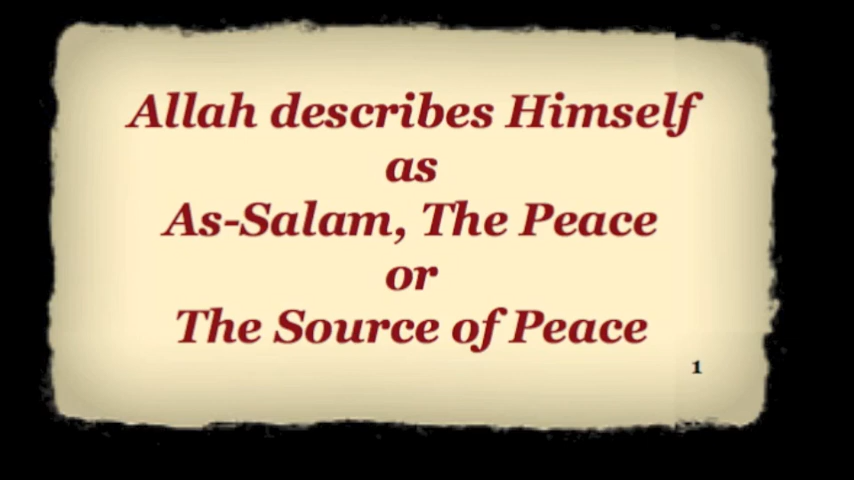 Allah describes Himself
as
As-Salam, The Peace
or
The Source of Peace
1